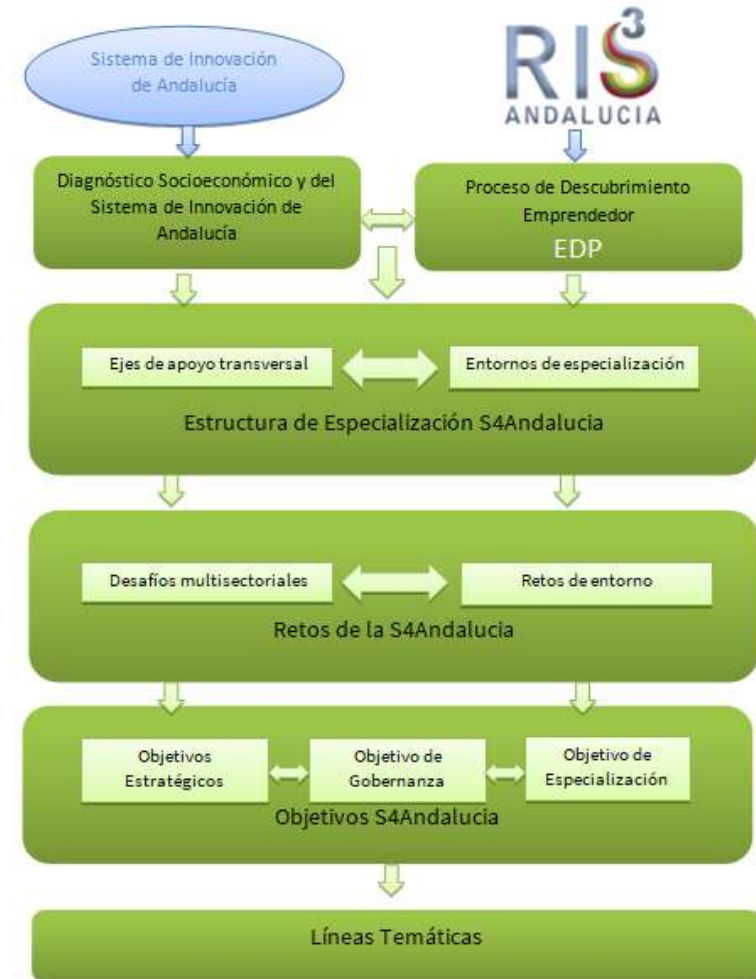 Sistema de Innovación
de Andalucía
RIS3
ANDALUCIA
Diagnóstico Socioeconómico y del
Sistema de Innovación de
Andalucía
Proceso de Descubrimiento
Emprendedor
EDP
Ejes de apoyo transversal
Entornos de especialización
Estructura de Especialización S4Andalucia
Desafíos multisectoriales
Retos de entorno
Retos de la S4Andalucia
Objetivos
Estratégicos
Objetivo de
Gobernanza
Objetivo de
Especialización
Objetivos S4Andalucia
Líneas Temáticas